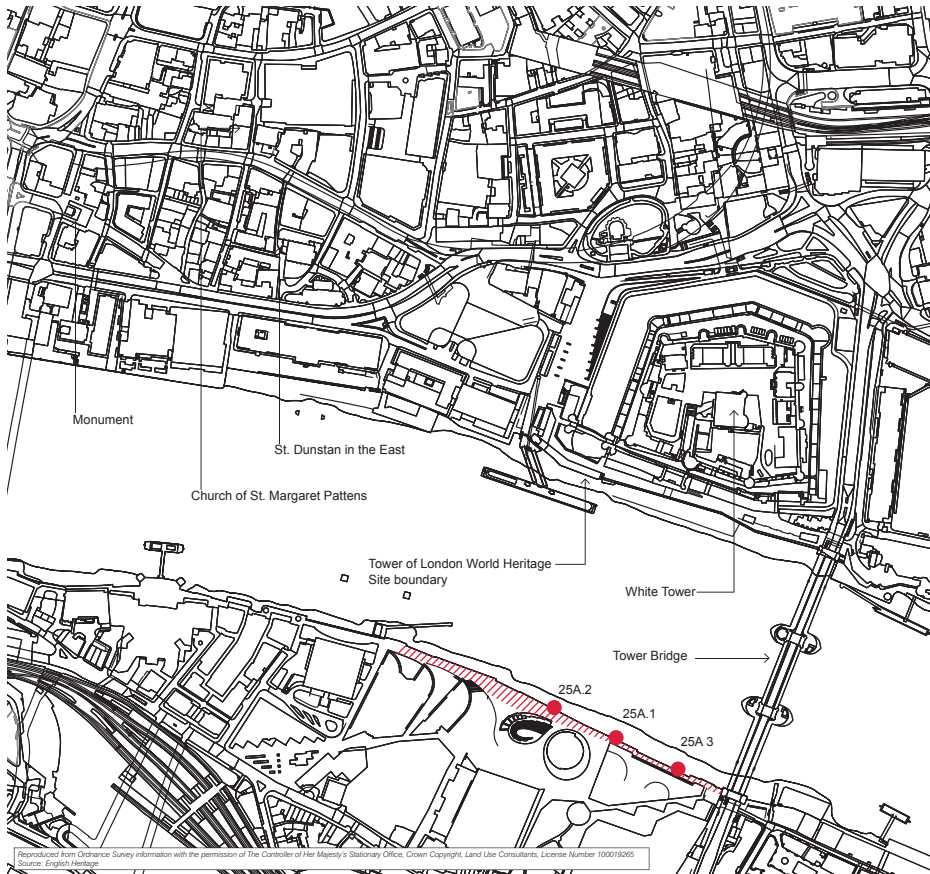 Monument
St. Dunstan in the East
Church of St. Margaret Pattens
Tower of London World Heritage
Site boundary
White Tower
Tower Bridge
25A.2
25A.1
25A 3
Reproduced from Ordnance Survey information with the permission of The Controller of Her Majesty's Stationary Office, Crown Copyright, Land Use Consultants, License Number 100019265
Source: English Heritage